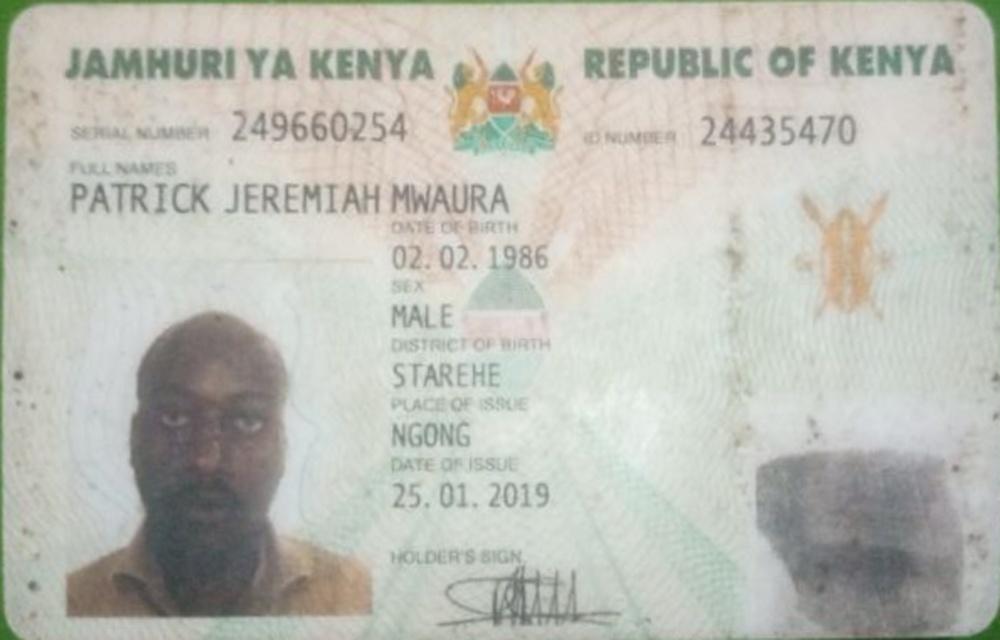 JAMHURI YA KENYA REPUBLIC OF KENYA
SERIAL NUMBER 249660254 ID NUMBER 24435470
FULL NAMES
PATRICK JEREMIAH MWAURA
DATE OF BIRTH
02.02.1986
SEX
MALE
DISTRICT OF BIRTH
STAREHE
PLACE OF ISSUE
NGONG
DATE OF ISSUE
25.01.2019
HOLDER'S SIGN.